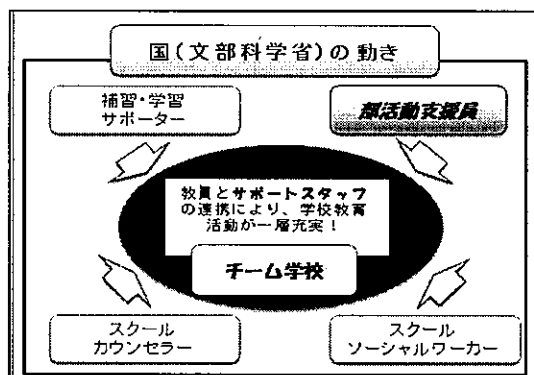 国(文部科学省)の動き
補習・学習
サポーター
部活動支援員
教員とサポートスタッフ
の連携により、学校教育
活動が一層充実!
チーム学校
スクール
カウンセラー
スクール
ソーシャルワーカー